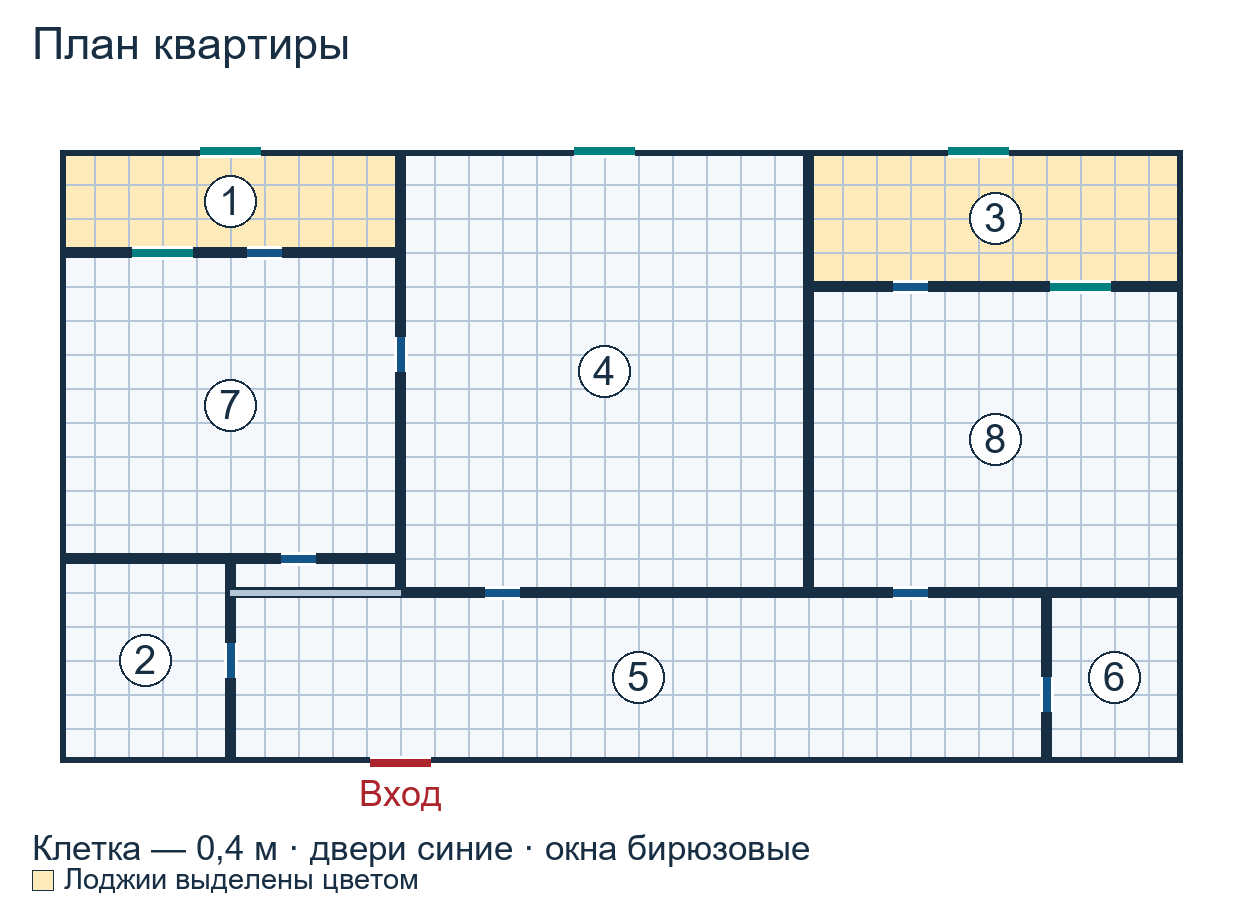 План квартиры
1
3
4
7
8
2
5
6
Вход
Клетка — 0,4 м · двери синие · окна бирюзовые
Лоджии выделены цветом